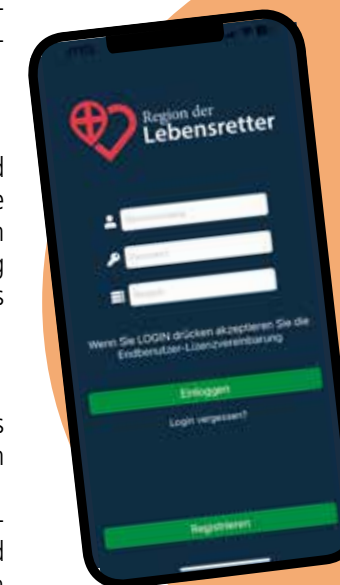 Region der
Lebensretter
Wenn Sie LOGIN drücken akzeptieren Sie die
Endbenutzer-Lizenzvereinbarung
Einloggen
Login vergessen?
Registrieren